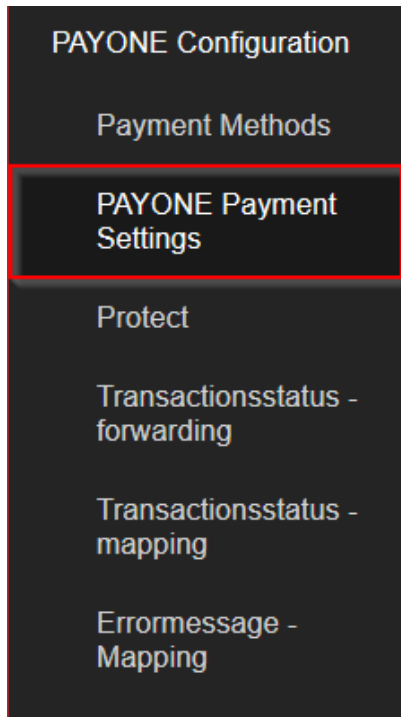 PAYONE Configuration
Payment Methods
PAYONE Payment
Settings
Protect
Transactionsstatus -
forwarding
Transactionsstatus -
mapping
Errormessage -
Mapping